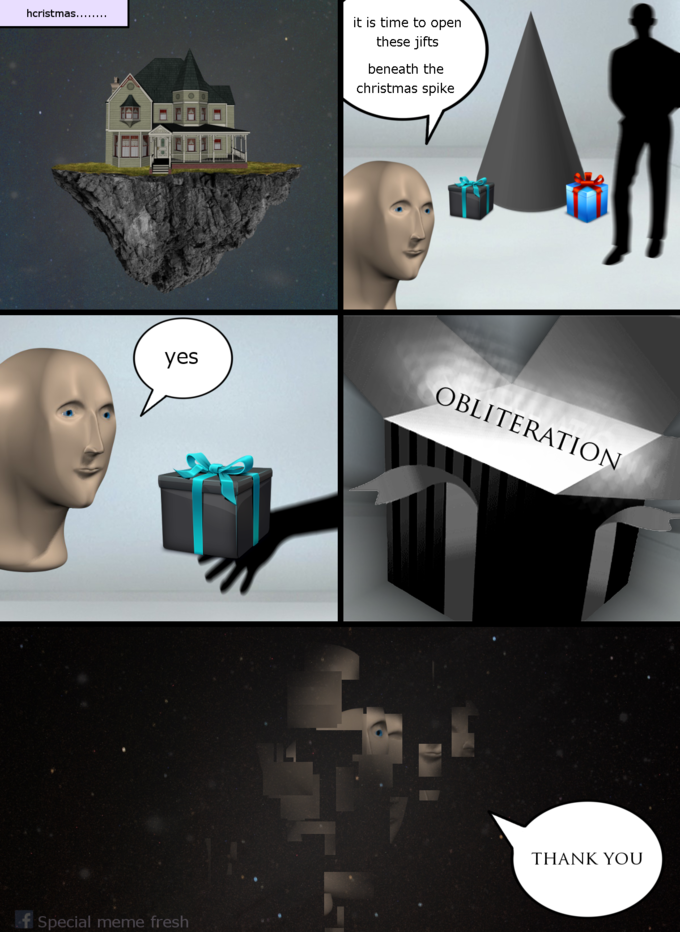 hcristmas........
it is time to open
these jifts
beneath the
christmas spike
yes
OBLITERATION
THANK YOU
Special meme fresh